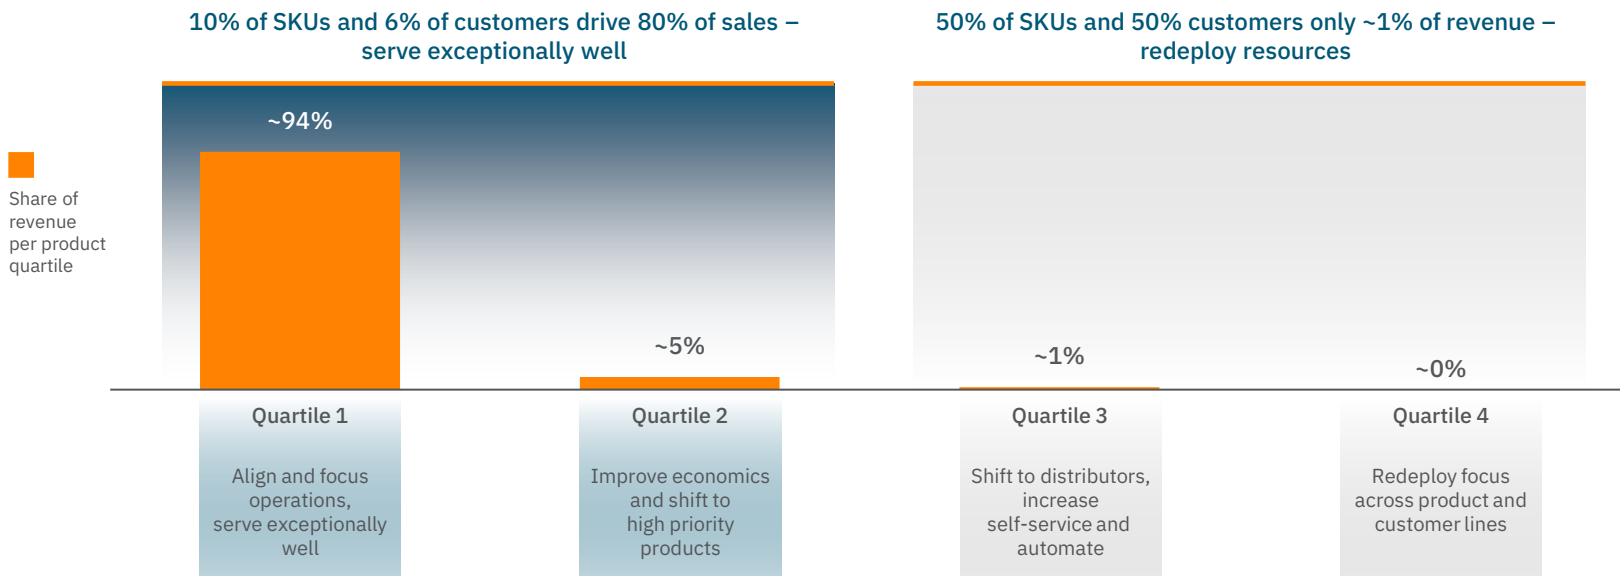 10% of SKUs and 6% of customers drive 80% of sales –
serve exceptionally well
50% of SKUs and 50% customers only ~1% of revenue –
redeploy resources
Share of
revenue
per product
quartile
~94%
~5%
~1%
~0%
Quartile 1
Align and focus
operations,
serve exceptionally
well
Quartile 2
Improve economics
and shift to
high priority
products
Quartile 3
Shift to distributors,
increase
self-service and
automate
Quartile 4
Redeploy focus
across product and
customer lines